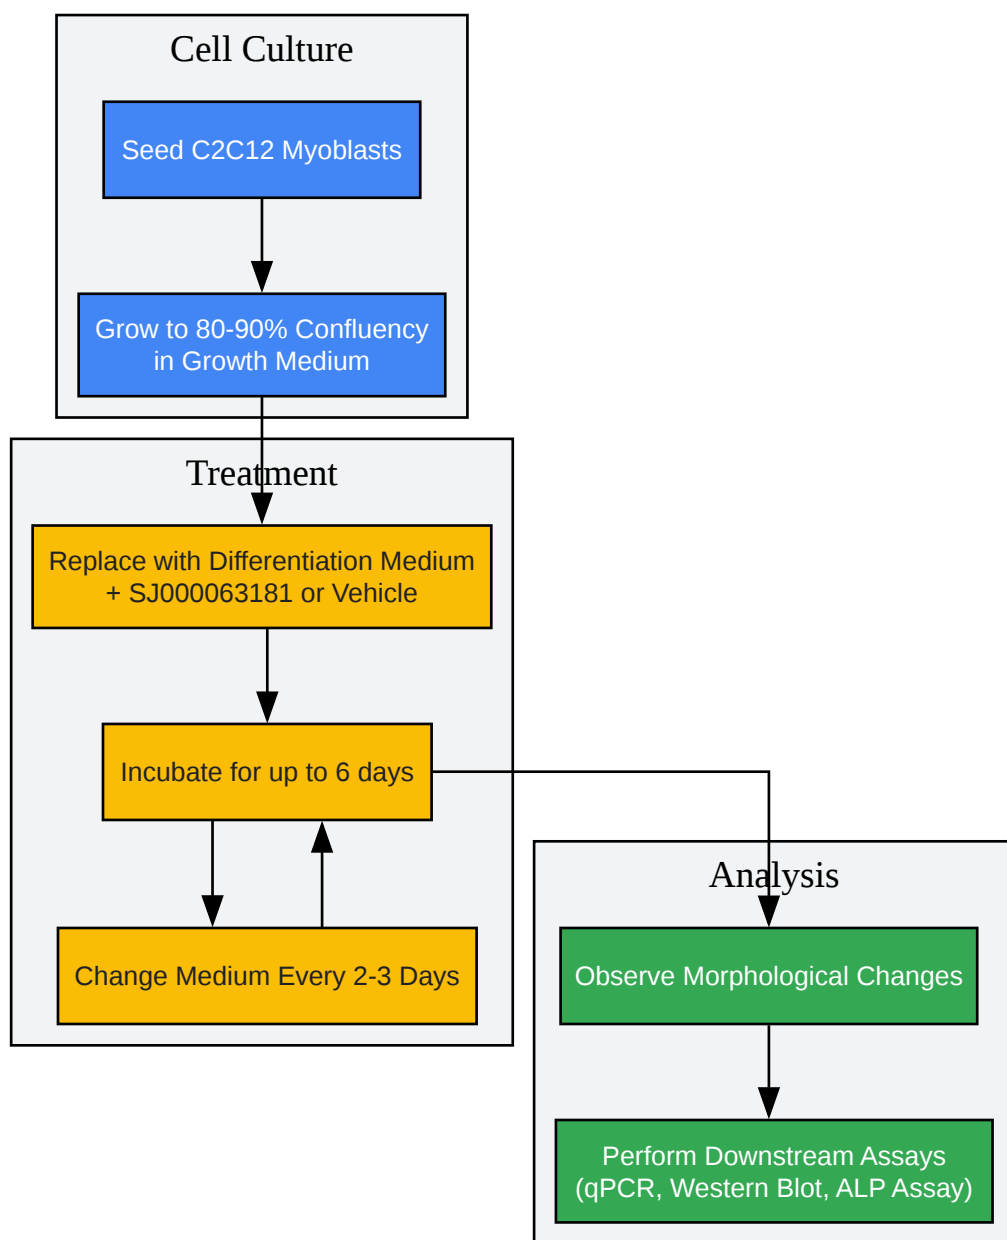 Cell Culture
Seed C2C12 Myoblasts
Grow to 80-90% Confluency
in Growth Medium
Treatment
Replace with Differentiation Medium
+ SJ000063181 or Vehicle
Incubate for up to 6 days
Change Medium Every 2-3 Days
Analysis
Observe Morphological Changes
Perform Downstream Assays
(qPCR, Western Blot, ALP Assay)